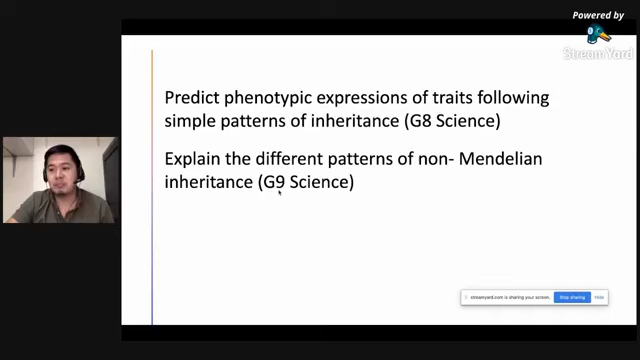 Powered by
StreamYard
Predict phenotypic expressions of traits following
simple patterns of inheritance (G8 Science)
Explain the different patterns of non- Mendelian
inheritance (G9 Science)
streamyard.com is sharing your screen.
Stop sharing
Hide